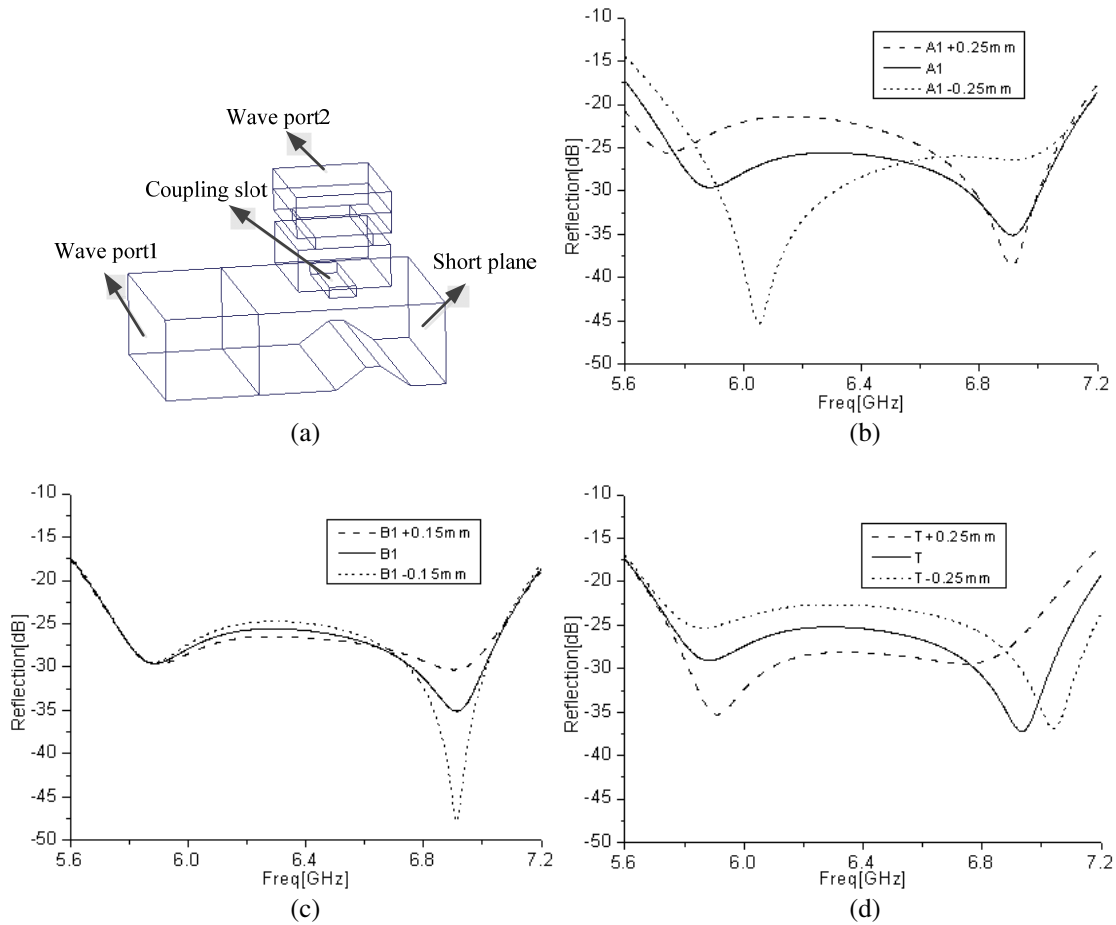 Wave port2
Coupling slot
Wave port1
Short plane
(a)
-10
-15
-20
-25
-30
-35
-40
-45
-50
Reflection[dB]
A1+0.25mm
A1
A1-0.25mm
5.6
6.0
6.4
6.8
7.2
Freq[GHz]
(b)
-10
-15
-20
-25
-30
-35
-40
-45
-50
Reflection[dB]
B1+0.15mm
B1
B1-0.15mm
5.6
6.0
6.4
6.8
7.2
Freq[GHz]
(c)
-10
-15
-20
-25
-30
-35
-40
-45
-50
Reflection[dB]
T+0.25mm
T
T-0.25mm
5.6
6.0
6.4
6.8
7.2
Freq[GHz]
(d)